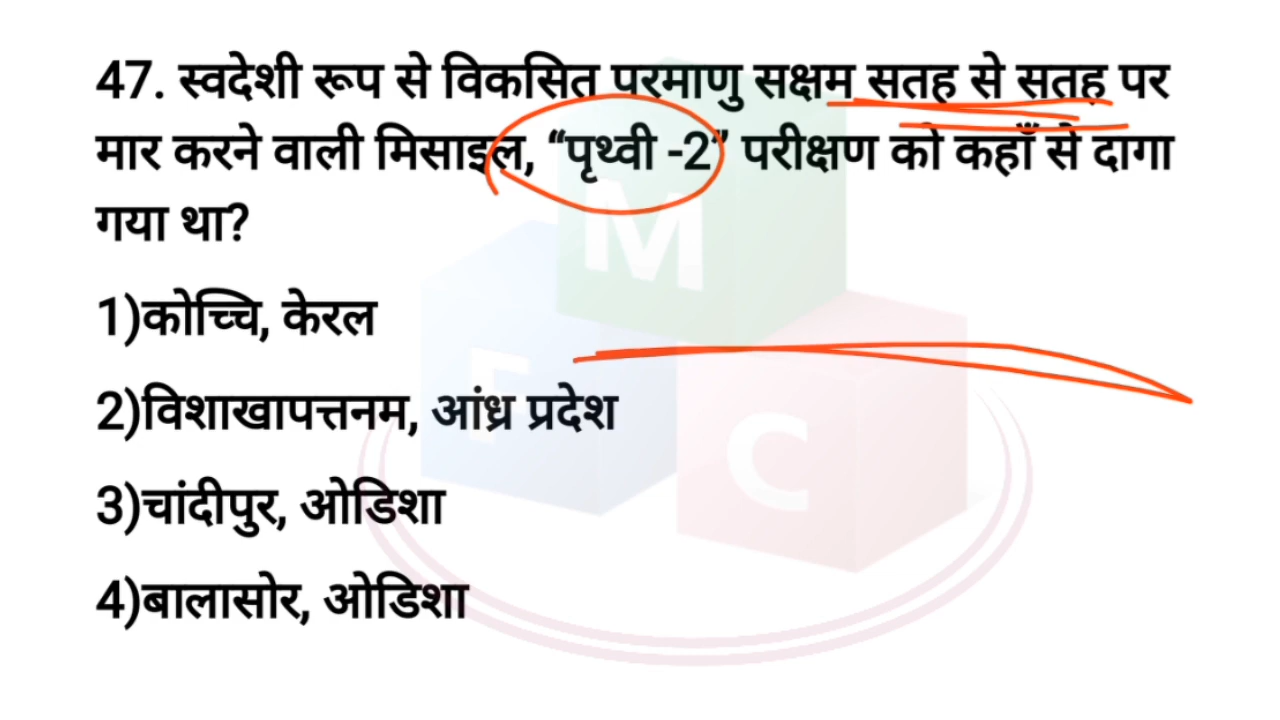 47. स्वदेशी रूप से विकसित परमाणु सक्षम सतह से सतह पर
मार करने वाली मिसाइल, “पृथ्वी -2” परीक्षण को कहाँ से दागा
गया था?
1)कोच्चि, केरल
2)विशाखापत्तनम, आंध्र प्रदेश
3)चांदीपुर, ओडिशा
4)बालासोर, ओडिशा
M
F
C